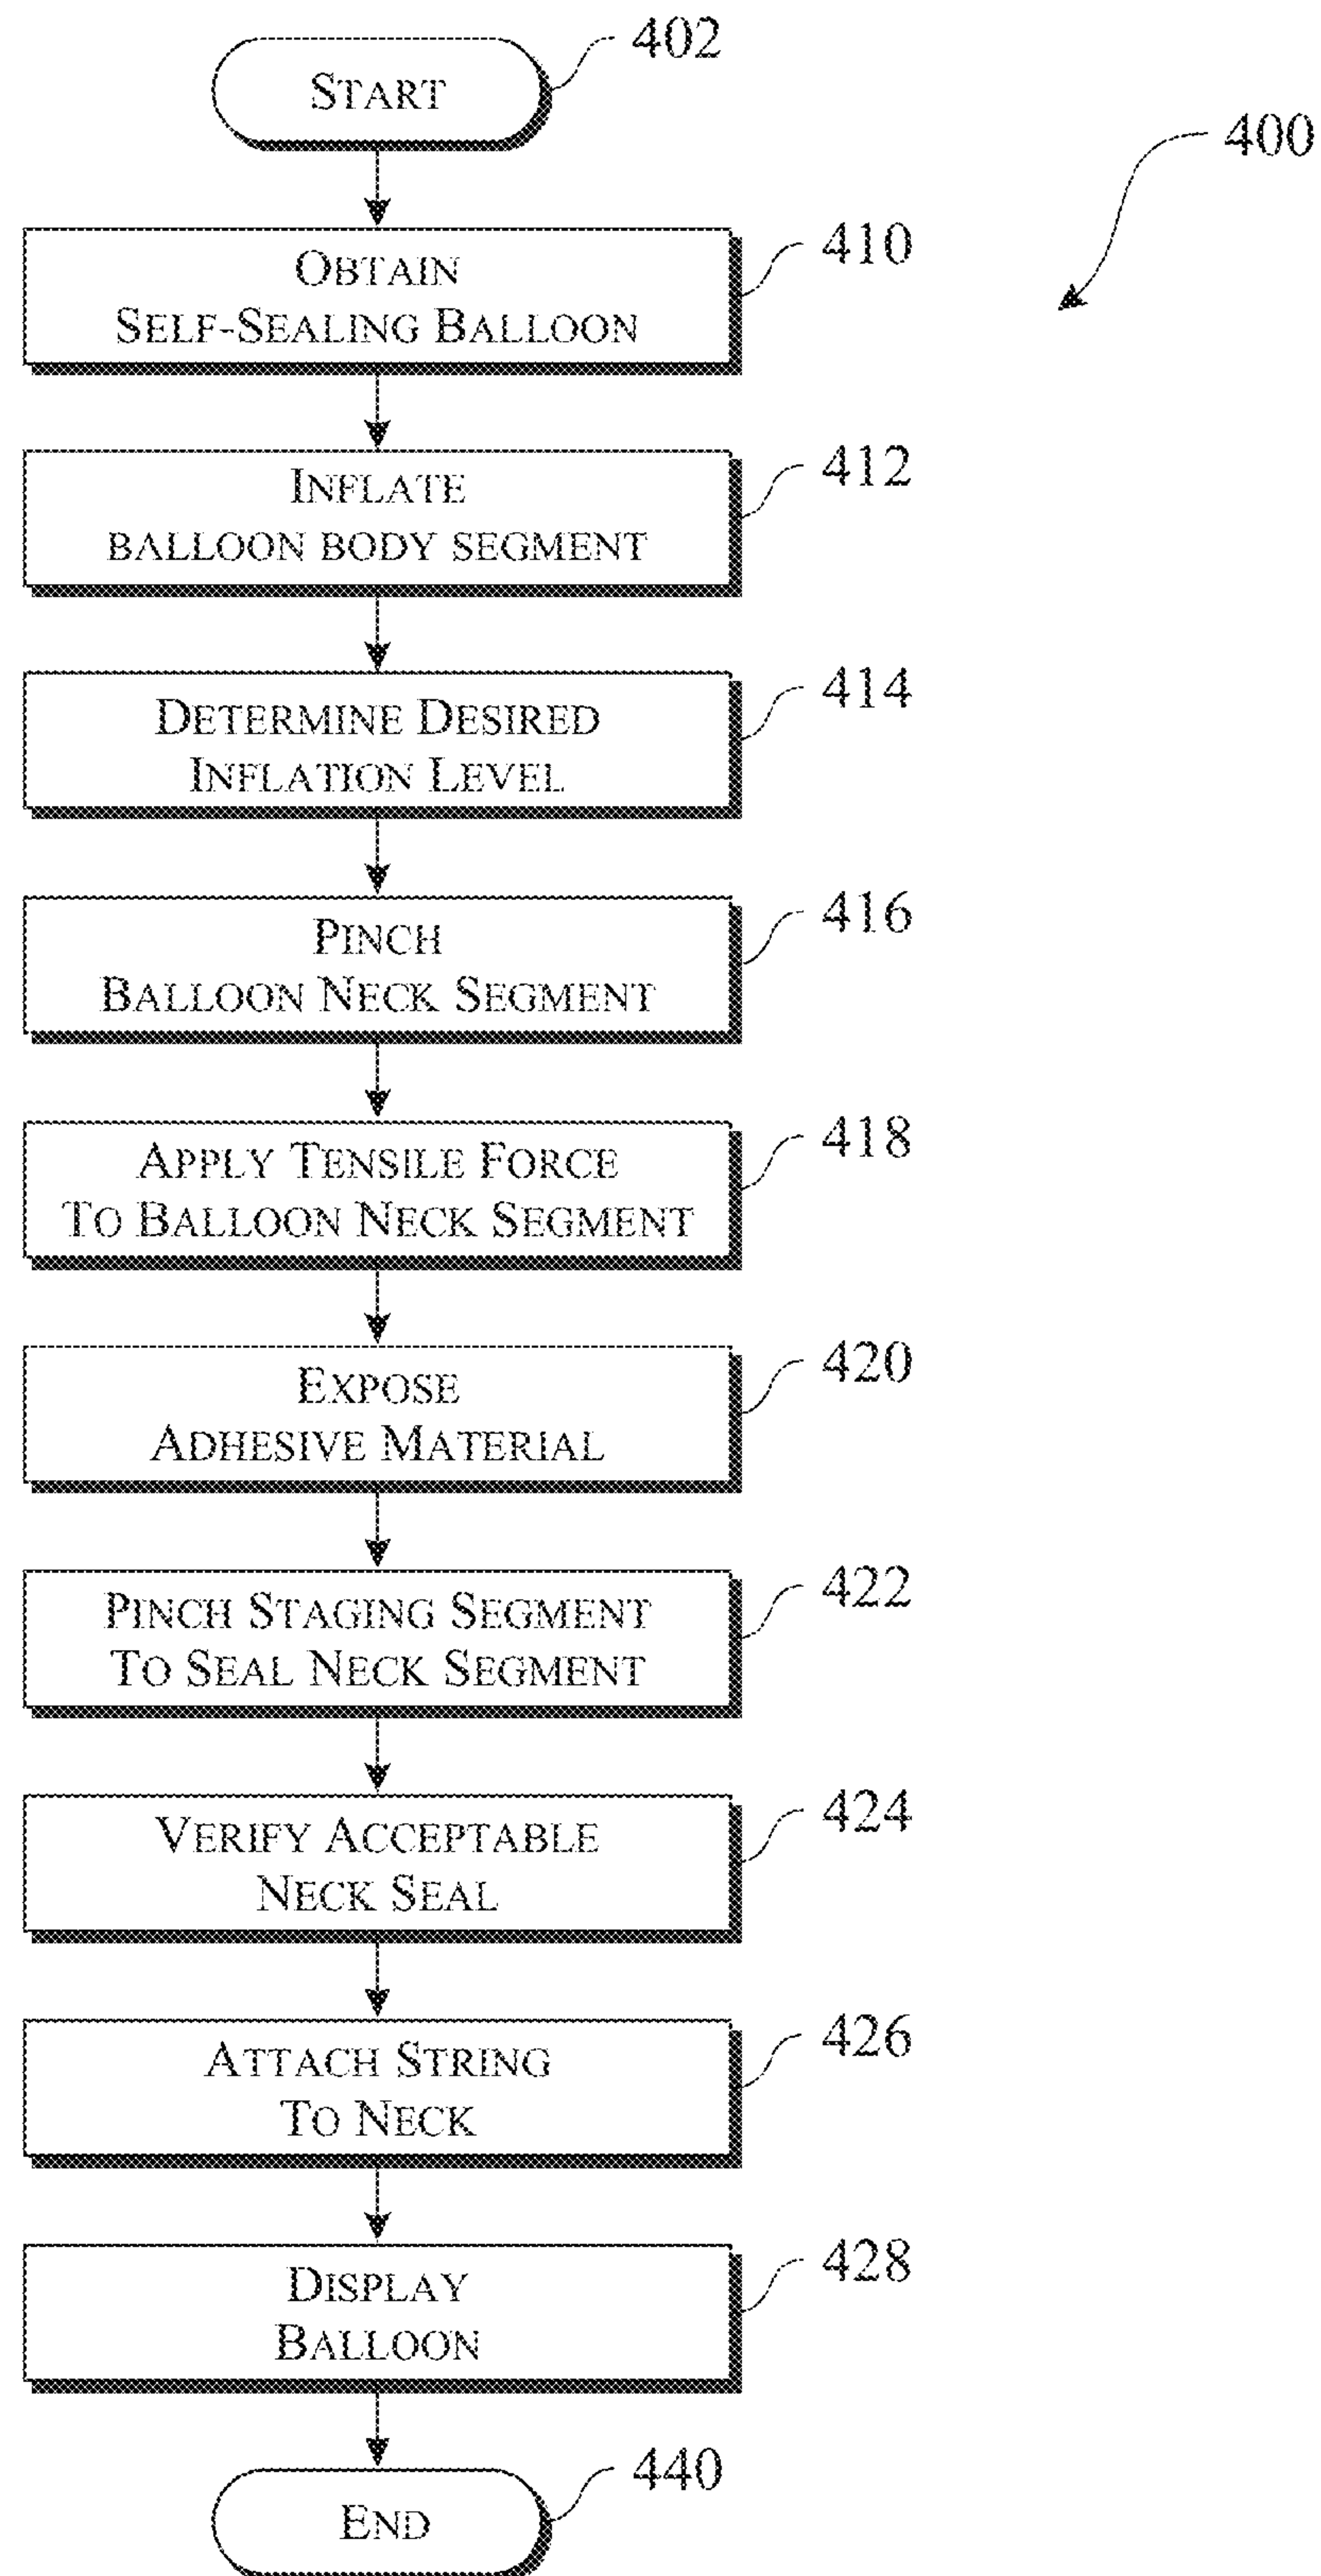 START
402
400
OBTAIN
SELF-SEALING BALLOON
410
INFLATE
BALLOON BODY SEGMENT
412
DETERMINE DESIRED
INFLATION LEVEL
414
PINCH
BALLOON NECK SEGMENT
416
APPLY TENSILE FORCE
TO BALLOON NECK SEGMENT
418
EXPOSE
ADHESIVE MATERIAL
420
PINCH STAGING SEGMENT
TO SEAL NECK SEGMENT
422
VERIFY ACCEPTABLE
NECK SEAL
424
ATTACH STRING
TO NECK
426
DISPLAY
BALLOON
428
END
440